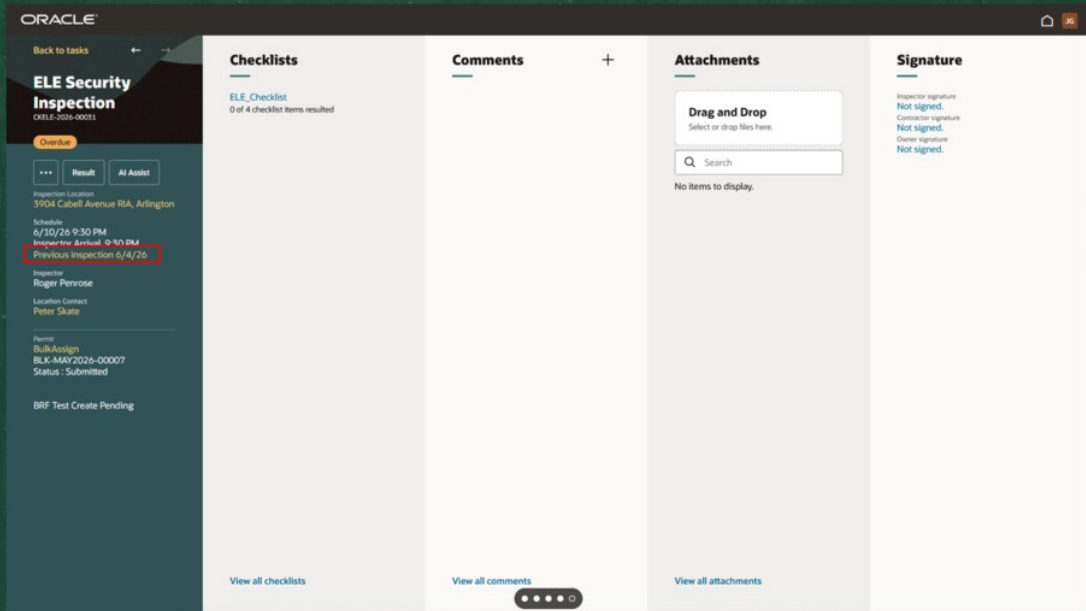 ORACLE
JG
Back to tasks
ELE Security
Inspection
CKELE-2026-00031
Overdue
Result
AI Assist
Inspection Location
3904 Cabell Avenue RIA, Arlington
Schedule
6/10/26 9:30 PM
Inspector Arrival 9:30 PM
Previous inspection 6/4/26
Inspector
Roger Penrose
Location Contact
Peter Skate
Permit
BulkAssign
BLK-MAY2026-00007
Status : Submitted
BRF Test Create Pending
Checklists
ELE_Checklist
0 of 4 checklist items resulted
View all checklists
Comments
View all comments
Attachments
Drag and Drop
Select or drop files here.
Search
No items to display.
View all attachments
Signature
Inspector signature
Not signed.
Contractor signature
Not signed.
Owner signature
Not signed.